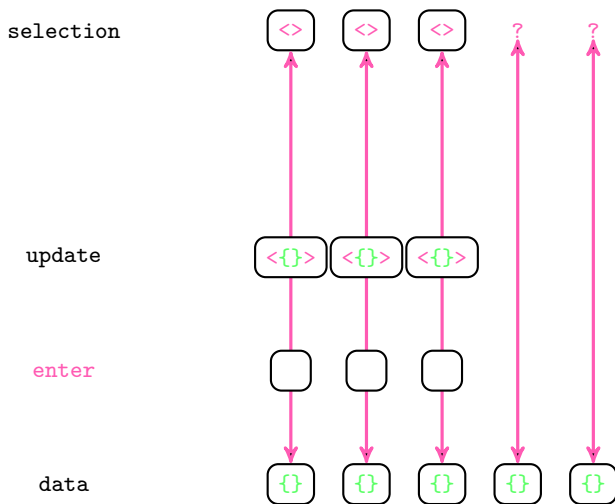 selection <> <> <> ? ?
update <{}> <{}> <{}>
enter
data {} {} {} {} {}